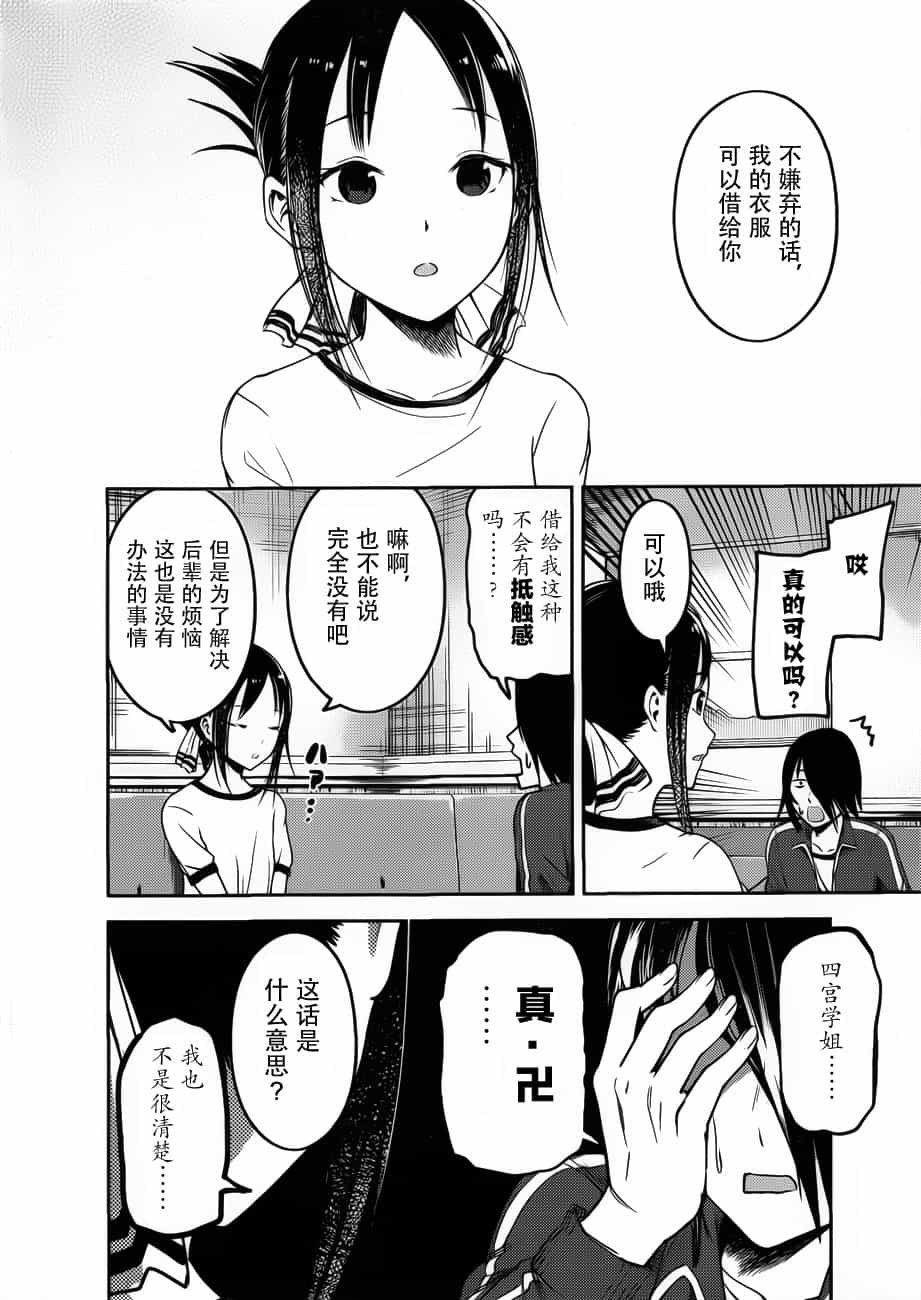 不嫌弃的话,
我的衣服
可以借给你
哎
真的可以吗?
可以哦
借给我这种
不会有抵触感
吗……?
嘛啊,
也不能说
完全没有吧
但是为了解决
后辈的烦恼
这也是没有
办法的事情
ハァ…
四宫学姐……
真·卍
……
这话是
什么意思?
我也
不是很清楚……